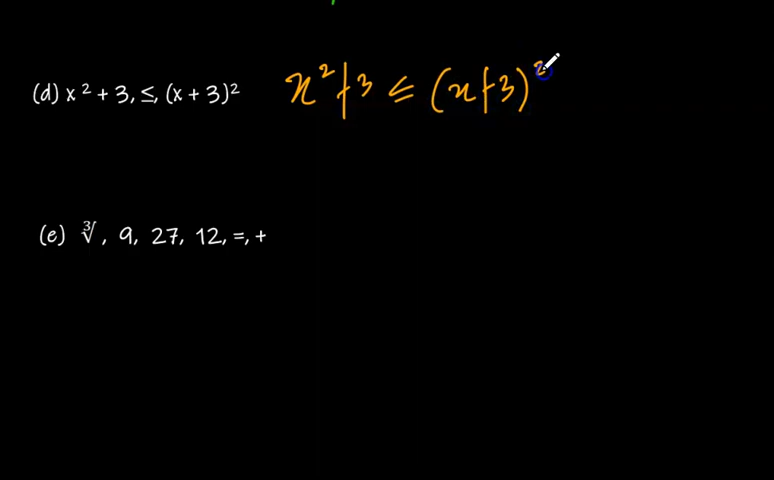 (d) x² + 3, ≤, (x + 3)² x² + 3 ≤ (x + 3)²
(e) ∛, 9, 27, 12, =, +